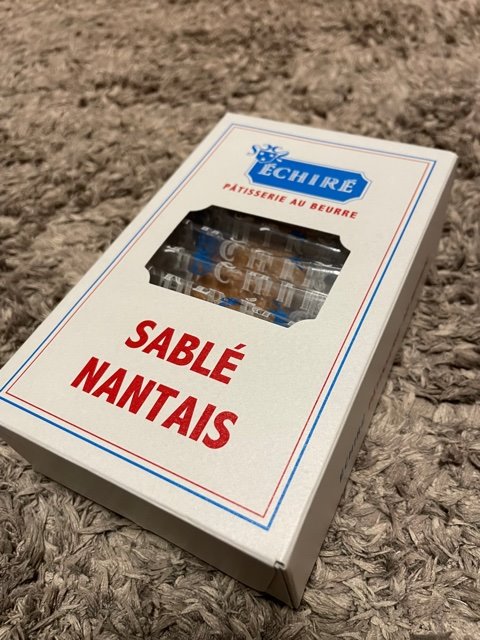 ÉCHIRÉ
PÂTISSERIE AU BEURRE
SABLÉ
NANTAIS